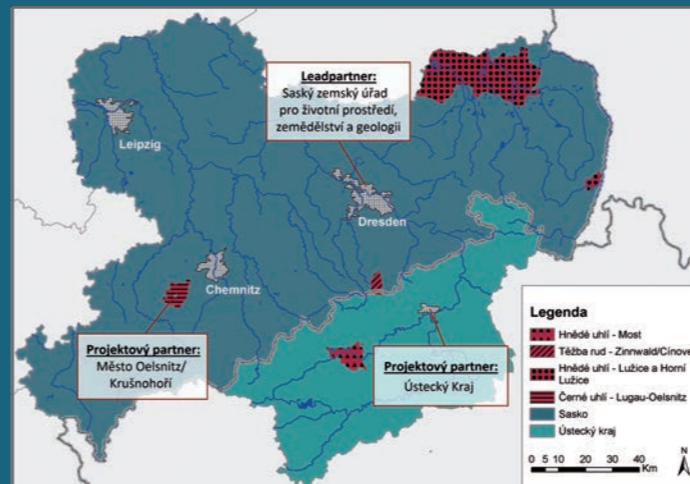 Leadpartner:
Saský zemský úřad
pro životní prostředí,
zemědělství a geologii
Leipzig
Dresden
Chemnitz
Projektový partner:
Město Oelsnitz/
Krušnohoří
Projektový partner:
Ústecký Kraj
Legenda
Hnědé uhlí - Most
Těžba rud - Zinnwald/Cínovec
Hnědé uhlí - Lužice a Horní
Lužice
Černé uhlí - Lugau-Oelsnitz
Sasko
Ústecký kraj
0 5 10 20 30 40
Km
N